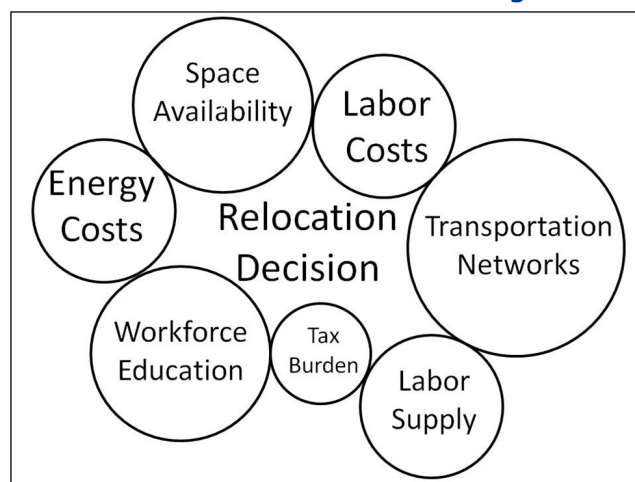 Space
Availability
Labor
Costs
Energy
Costs
Relocation
Decision
Transportation
Networks
Workforce
Education
Tax
Burden
Labor
Supply